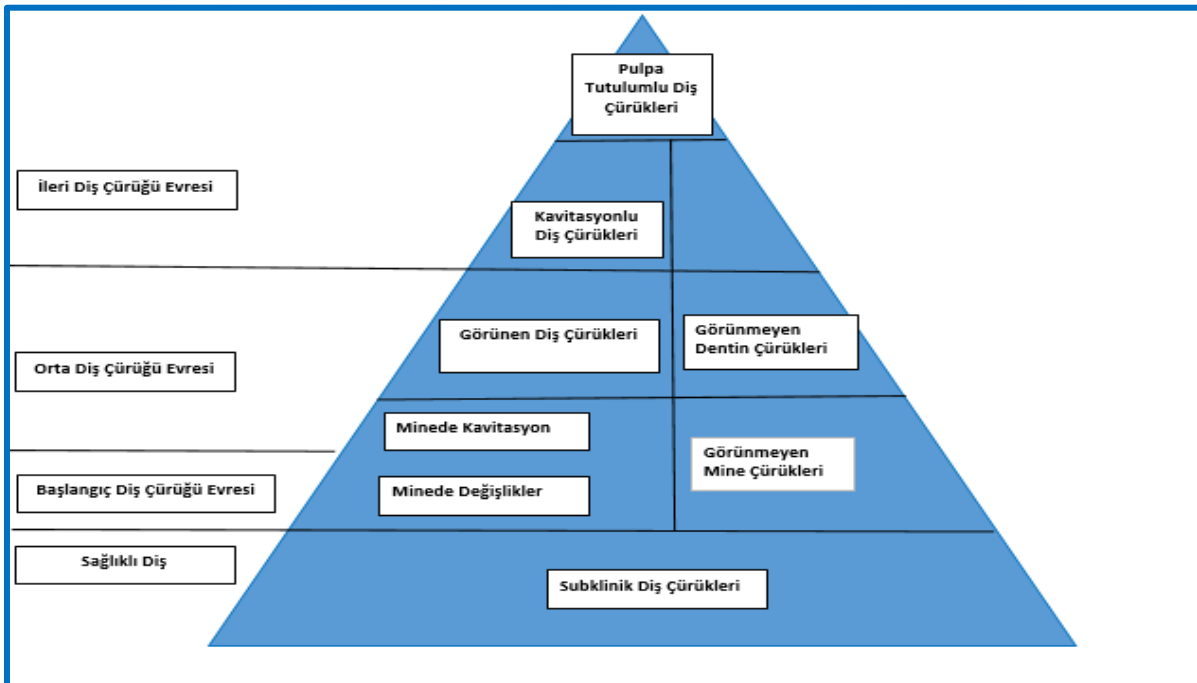 Pulpa
Tutulumlu Diş
Çürükleri
İleri Diş Çürüğü Evresi
Kavitasyonlu
Diş Çürükleri
Görünen Diş Çürükleri
Görünmeyen
Dentin Çürükleri
Orta Diş Çürüğü Evresi
Minede Kavitasyon
Görünmeyen
Mine Çürükleri
Başlangıç Diş Çürüğü Evresi
Minede Değişlikler
Sağlıklı Diş
Subklinik Diş Çürükleri